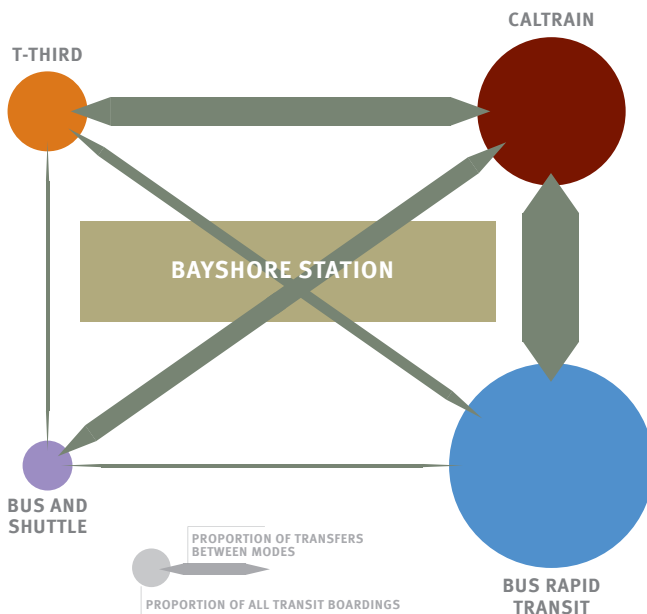 CALTRAIN
T-THIRD
BAYSHORE STATION
BUS AND
SHUTTLE
PROPORTION OF TRANSFERS
BETWEEN MODES
BUS RAPID
TRANSIT
PROPORTION OF ALL TRANSIT BOARDINGS